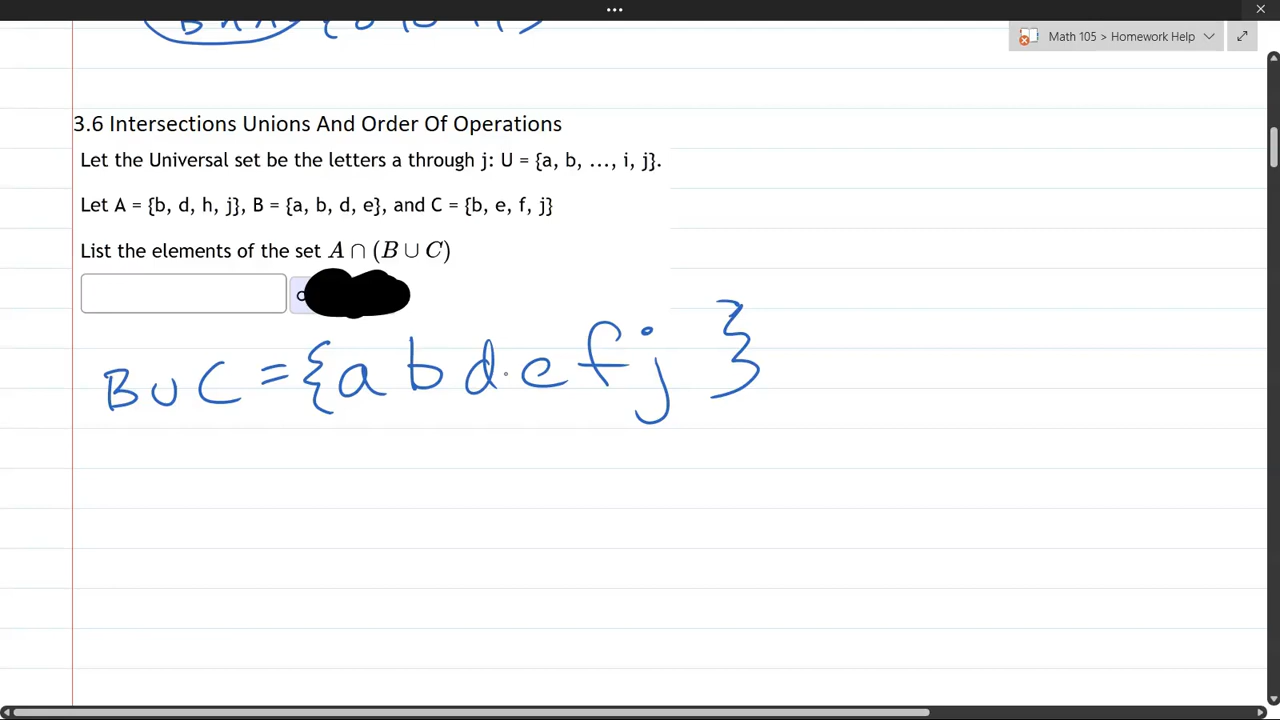 •••
Math 105 > Homework Help
3.6 Intersections Unions And Order Of Operations
Let the Universal set be the letters a through j: U = {a, b, ..., i, j}.
Let A = {b, d, h, j}, B = {a, b, d, e}, and C = {b, e, f, j}
List the elements of the set A ∩ (B ∪ C)
B ∪ C = {a b d e f j }